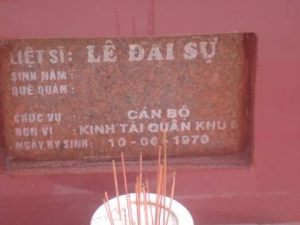 LIỆT SĨ: LÊ ĐẠI SỰ
SINH NĂM :
QUÊ QUÁN :
CHỨC VỤ : CÁN BỘ
ĐƠN VỊ : KINH TÀI QUÂN KHU
NGÀY HY SINH: 10-06-1970